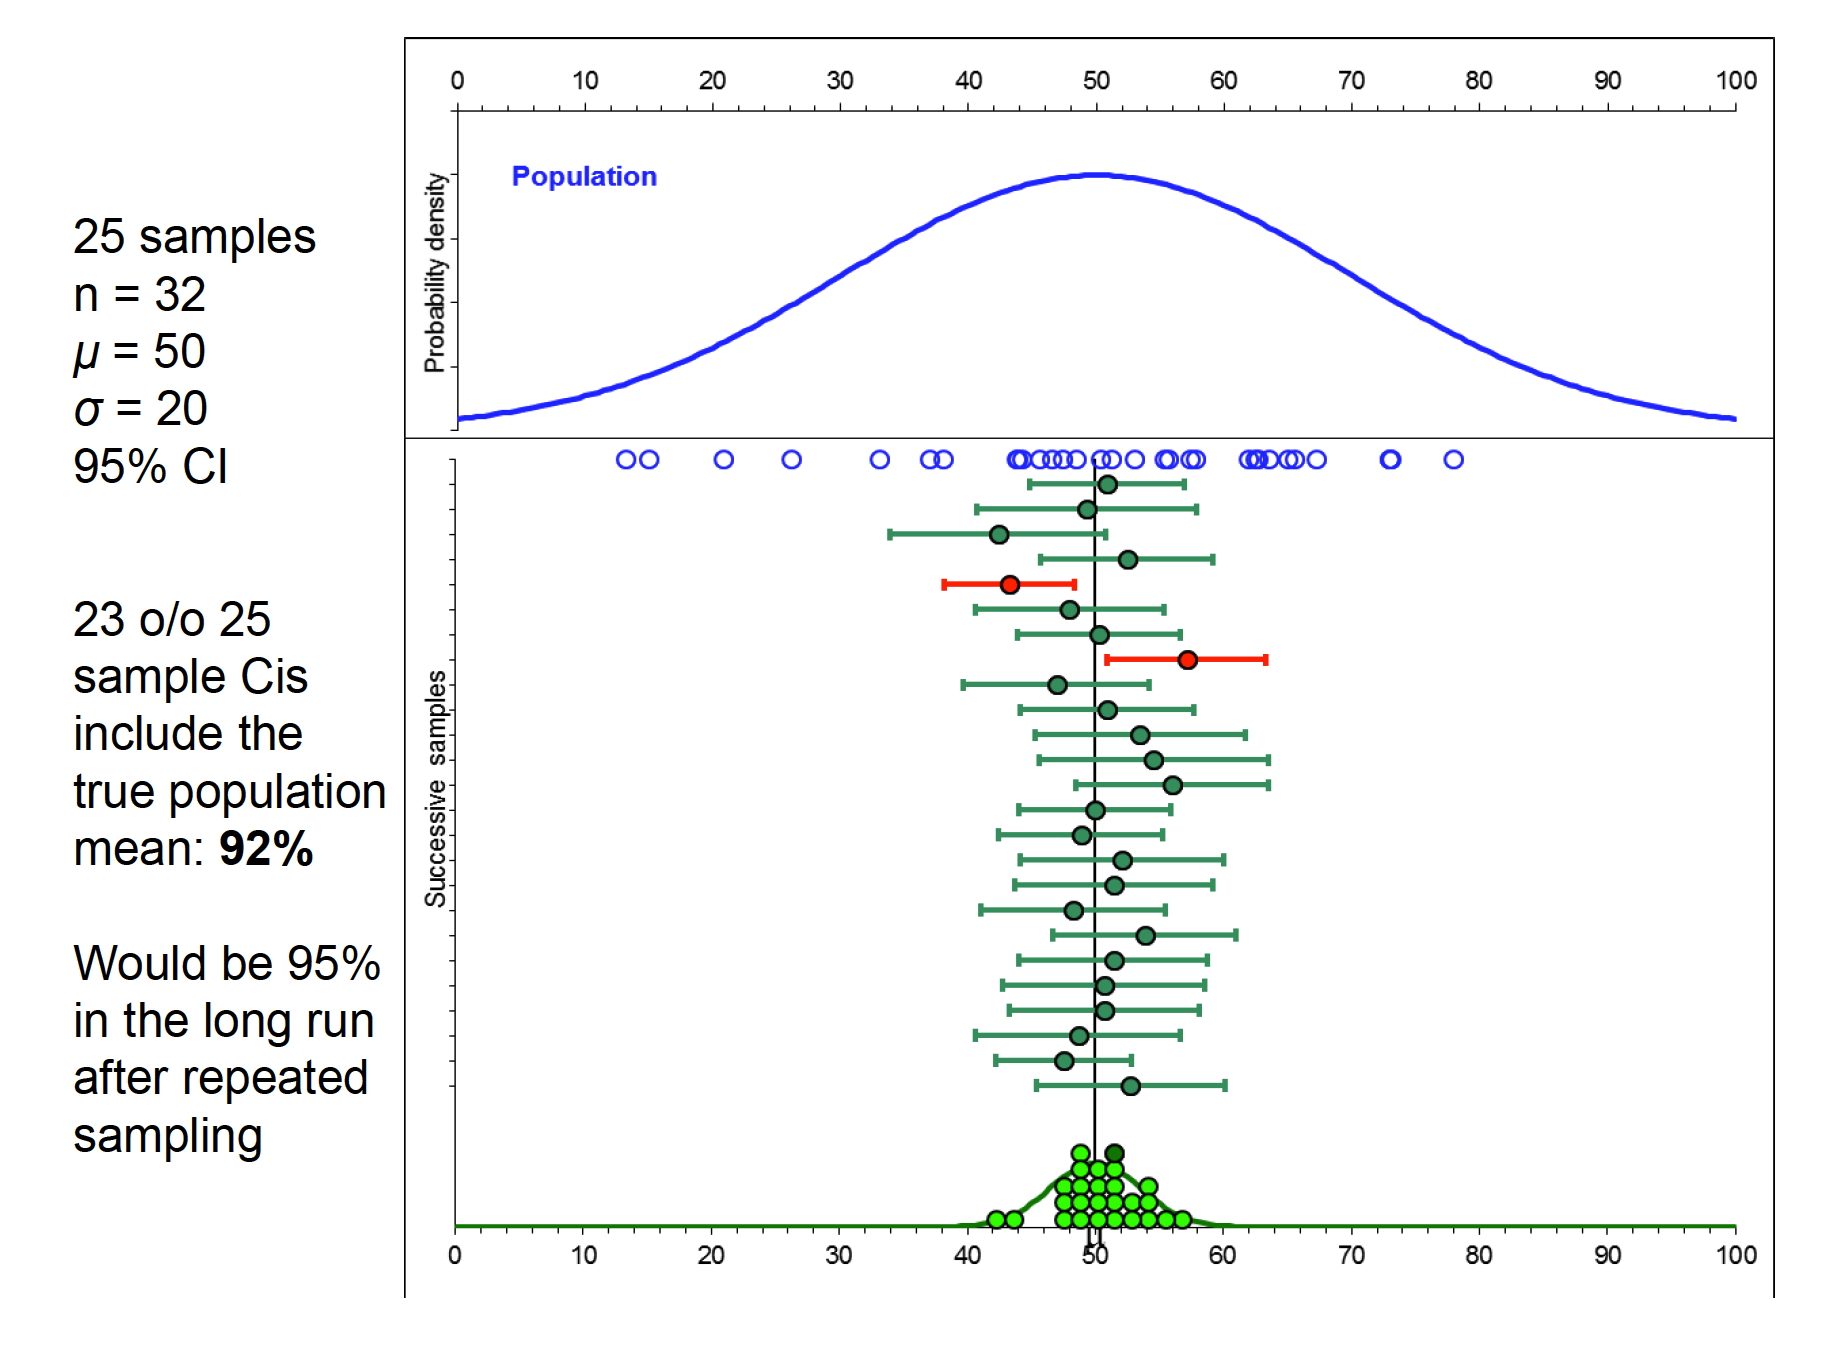 25 samples
n = 32
μ = 50
σ = 20
95% CI
23 o/o 25
sample Cis
include the
true population
mean: 92%
Would be 95%
in the long run
after repeated
sampling
0 10 20 30 40 50 60 70 80 90 100
Population
Probability density
Successive samples
0 10 20 30 40 50 60 70 80 90 100